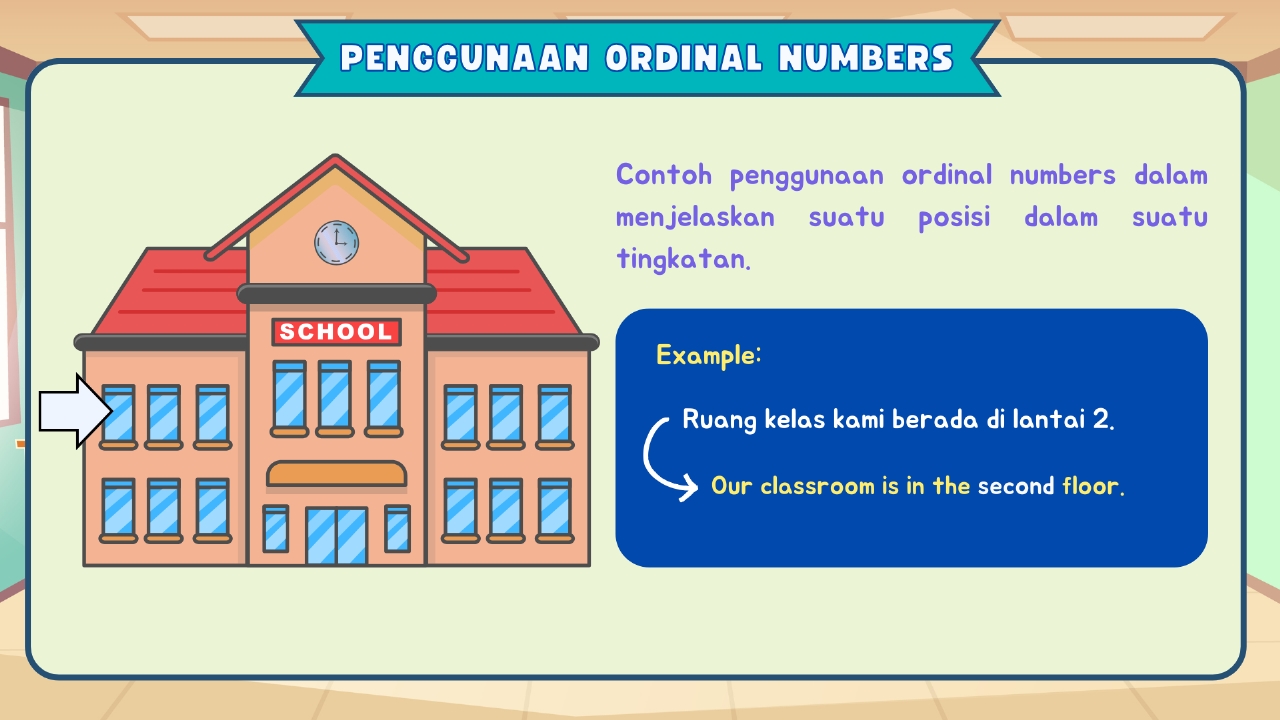 PENGGUNAAN ORDINAL NUMBERS
Contoh penggunaan ordinal numbers dalam
menjelaskan suatu posisi dalam suatu
tingkatan.
SCHOOL
Example:
Ruang kelas kami berada di lantai 2.
Our classroom is in the second floor.